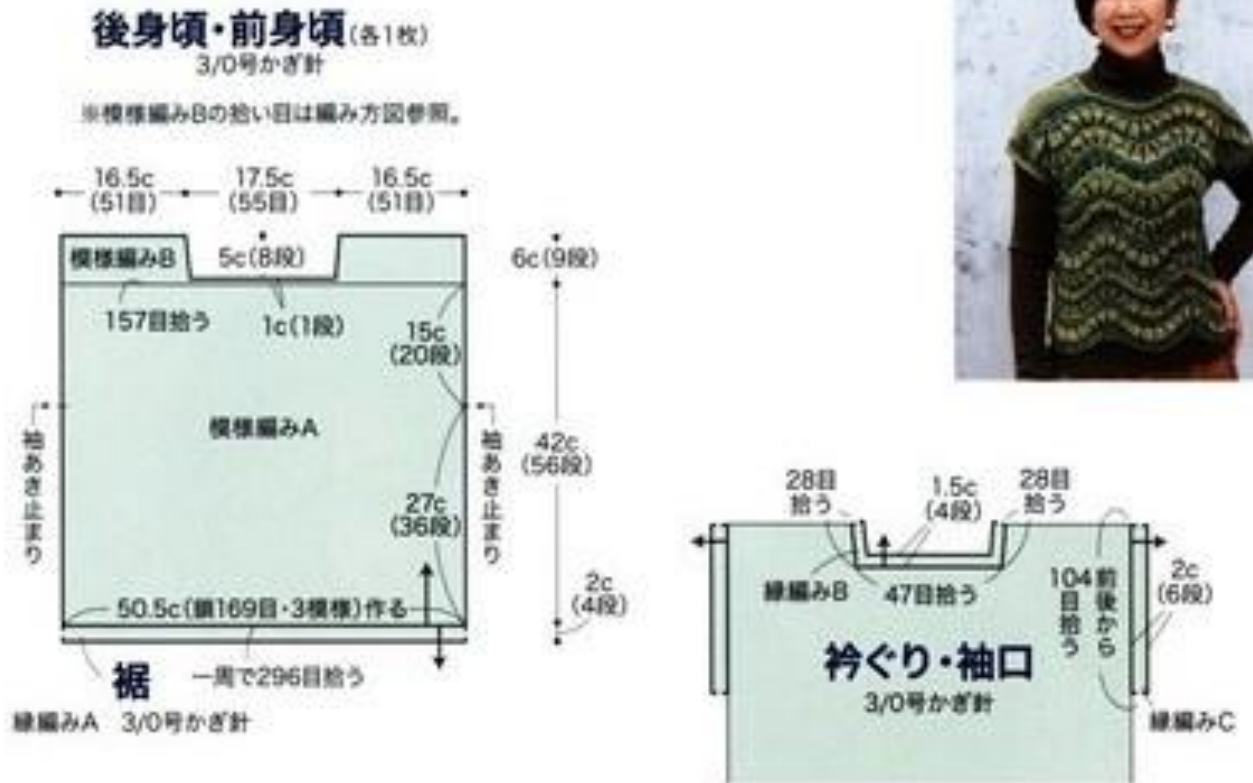 後身頃・前身頃(各1枚)
3/0号かぎ針
※模様編みBの拾い目は編み方図参照。
16.5c
(51目)
17.5c
(55目)
16.5c
(51目)
模様編みB
5c(8段)
6c(9段)
157目拾う
1c(1段)
15c
(20段)
模様編みA
袖あき止まり
袖あき止まり
42c
(56段)
27c
(36段)
50.5c(鎖169目・3模様)作る
2c
(4段)
裾
一周で296目拾う
縁編みA 3/0号かぎ針
28目
拾う
1.5c
(4段)
28目
拾う
縁編みB
47目拾う
前後から
104目拾う
2c
(6段)
衿ぐり・袖口
3/0号かぎ針
縁編みC